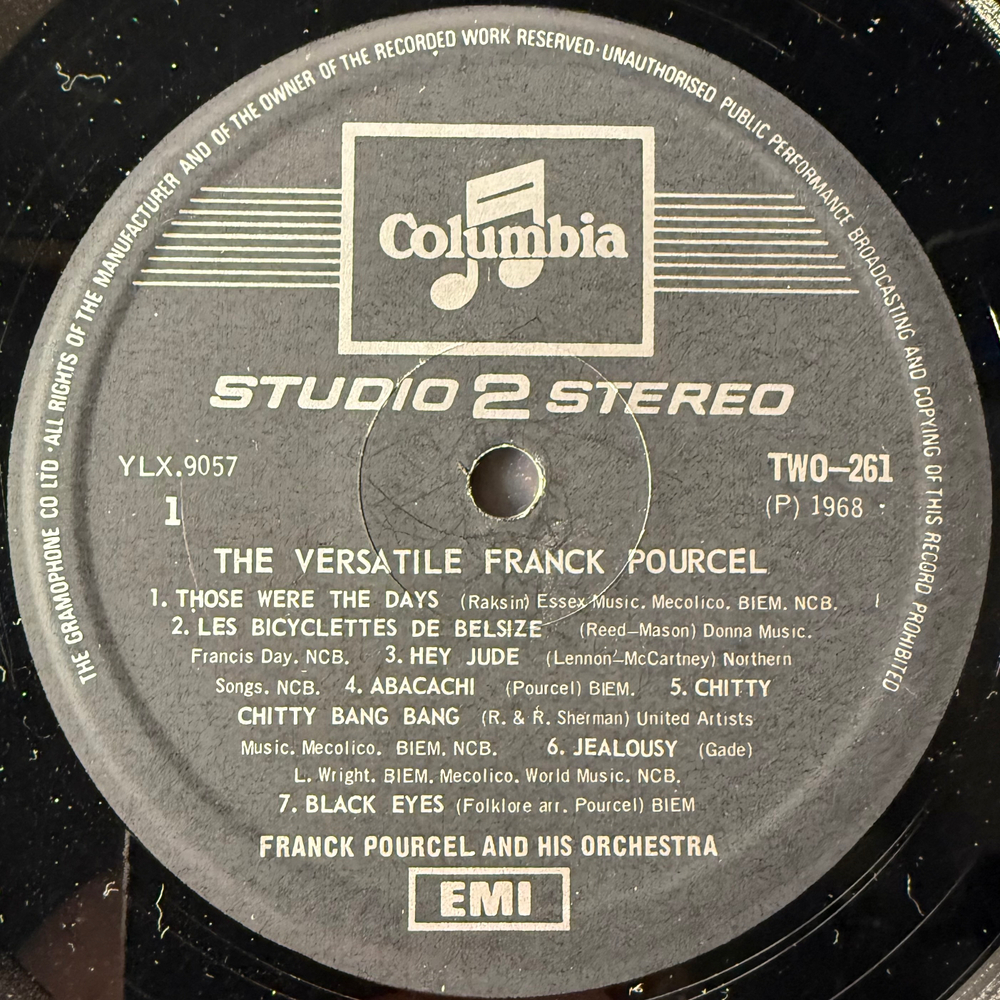 THE GRAMOPHONE CO LTD · ALL RIGHTS OF THE MANUFACTURER AND OF THE OWNER OF THE RECORDED WORK RESERVED · UNAUTHORISED PUBLIC PERFORMANCE BROADCASTING AND COPYING OF THIS RECORD PROHIBITED
Columbia
STUDIO 2 STEREO
YLX.9057
TWO-261
1
(P) 1968
THE VERSATILE FRANCK POURCEL
1. THOSE WERE THE DAYS (Raksin) Essex Music. Mecolico. BIEM. NCB.
2. LES BICYCLETTES DE BELSIZE (Reed-Mason) Donna Music.
Francis Day. NCB. 3. HEY JUDE (Lennon-McCartney) Northern
Songs. NCB. 4. ABACACHI (Pourcel) BIEM. 5. CHITTY
CHITTY BANG BANG (R. & R. Sherman) United Artists
Music. Mecolico. BIEM. NCB. 6. JEALOUSY (Gade)
L. Wright. BIEM. Mecolico. World Music. NCB.
7. BLACK EYES (Folklore arr. Pourcel) BIEM
FRANCK POURCEL AND HIS ORCHESTRA
EMI